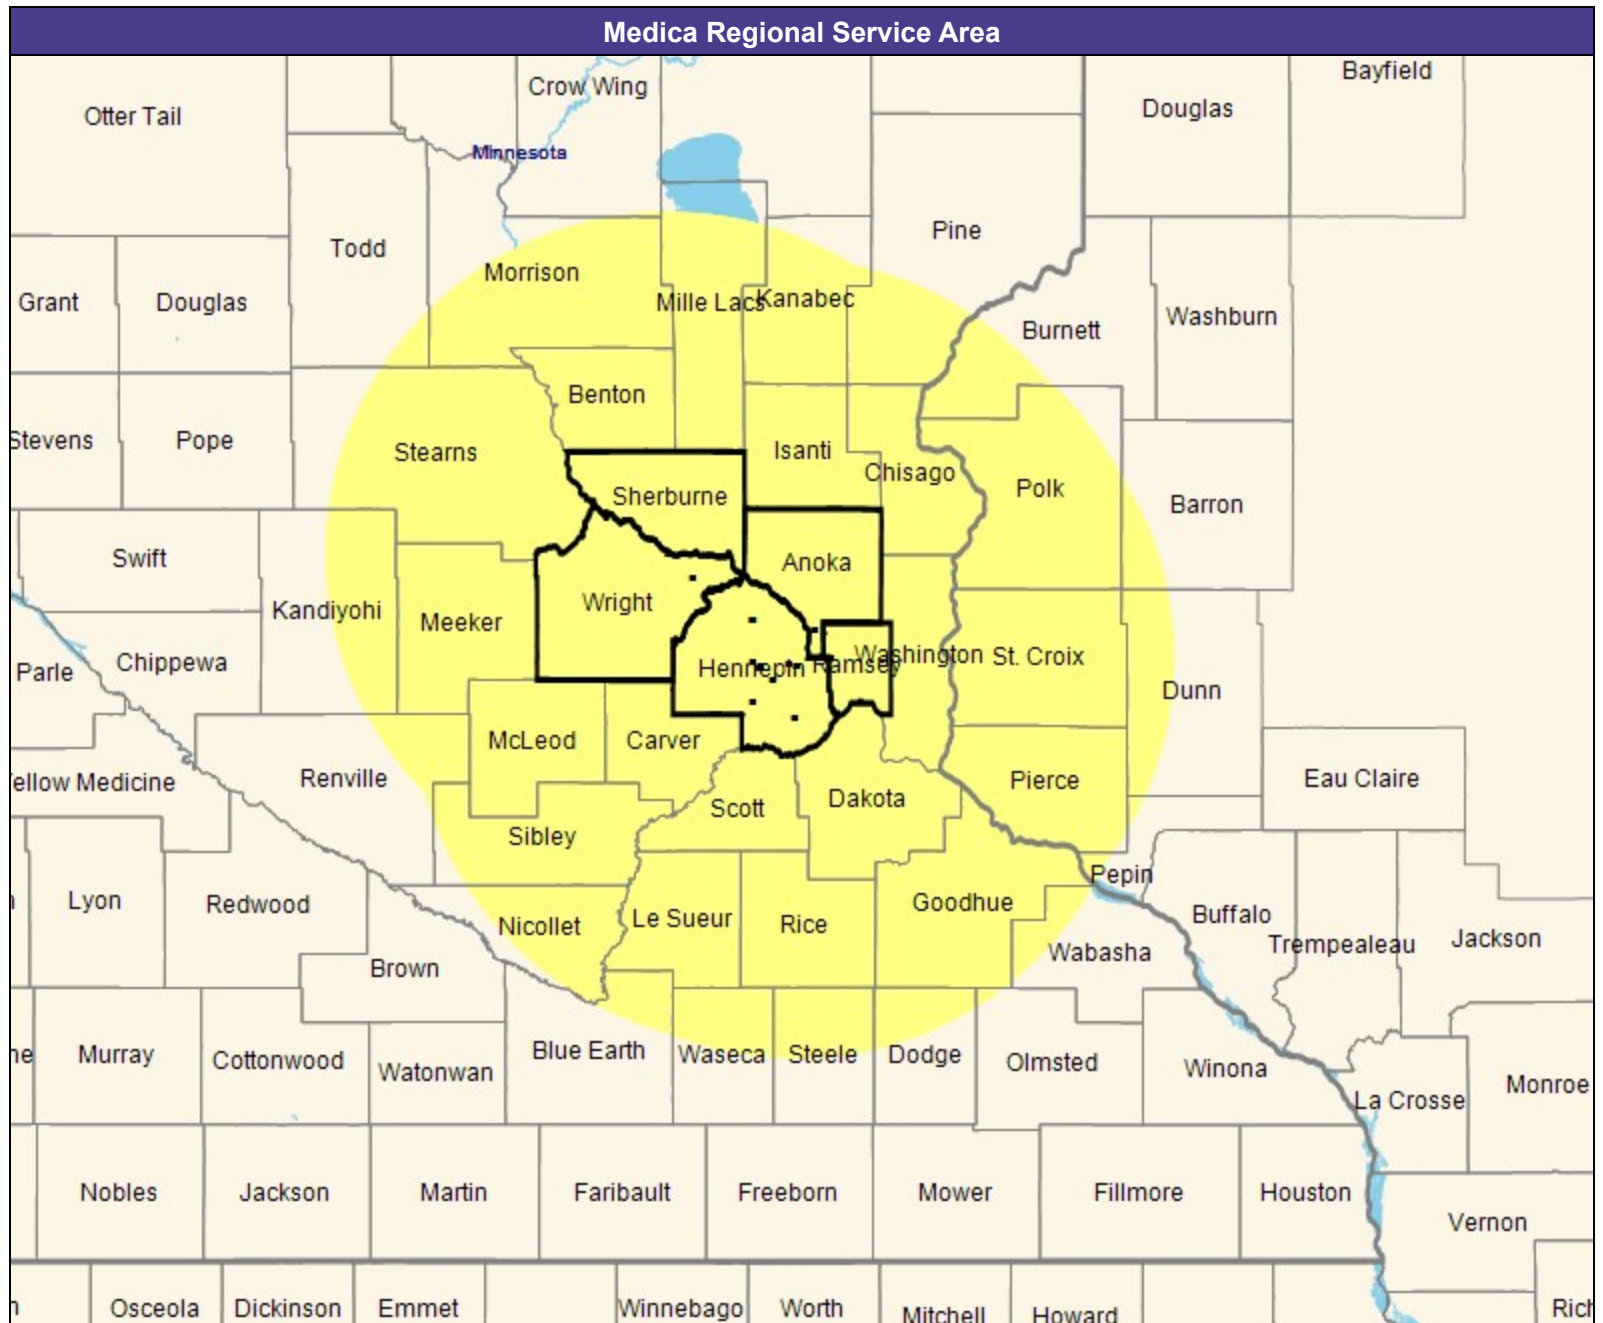 Medica Regional Service Area
Bayfield
Crow Wing
Douglas
Otter Tail
Minnesota
Pine
Todd
Morrison
Grant
Douglas
Mille Lacs
Kanabec
Washburn
Burnett
Benton
Stevens
Pope
Stearns
Isanti
Chisago
Polk
Sherburne
Barron
Swift
Anoka
Wright
Kandiyohi
Meeker
Washington
St. Croix
Chippewa
Parle
Hennepin
Ramsey
Dunn
McLeod
Carver
Renville
Eau Claire
ellow Medicine
Pierce
Dakota
Scott
Sibley
Pepin
Lyon
Redwood
Goodhue
Buffalo
Le Sueur
Rice
Nicollet
Jackson
Trempealeau
Wabasha
Brown
ne
Murray
Blue Earth
Waseca
Steele
Dodge
Cottonwood
Olmsted
Winona
Watonwan
Monroe
La Crosse
Nobles
Jackson
Martin
Faribault
Freeborn
Mower
Fillmore
Houston
Vernon
Osceola
Dickinson
Emmet
Winnebago
Worth
Mitchell
Howard
Rich